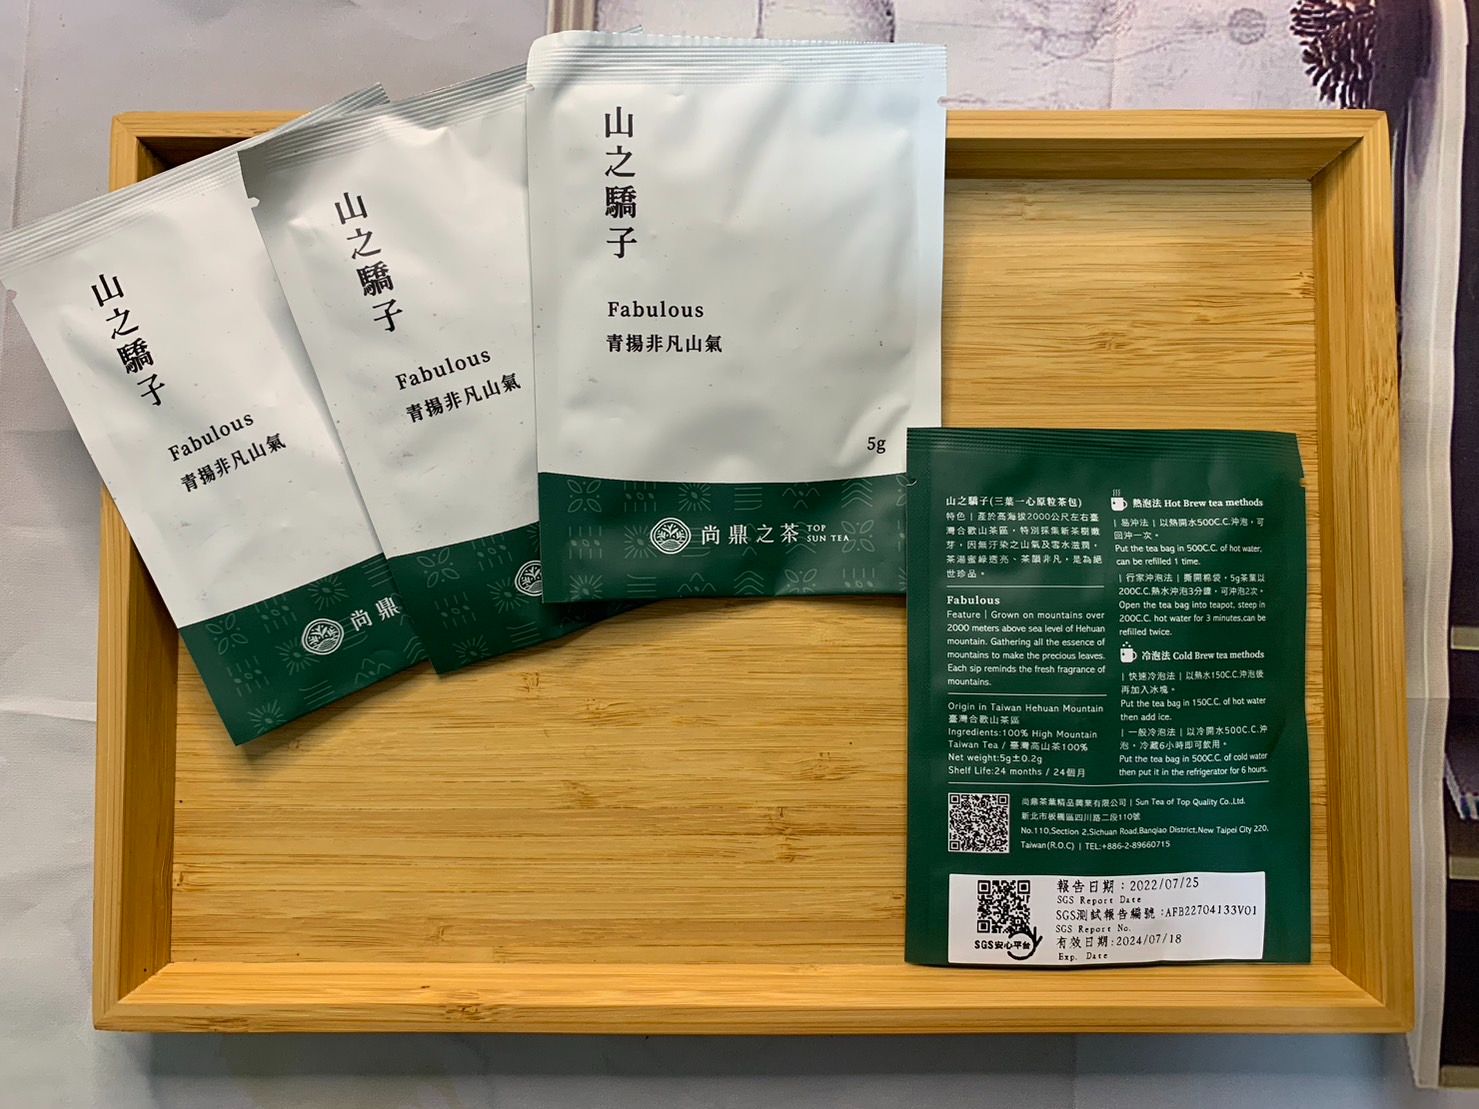 山之驕子
Fabulous
青揚非凡山氣
尚鼎
山之驕子
Fabulous
青揚非凡山氣
山之驕子
Fabulous
青揚非凡山氣
5g
尚鼎之茶 TOP
SUN TEA
山之驕子(三葉一心原粒茶包)
特色 | 產於高海拔2000公尺左右臺
灣合歡山茶區，特別採集新茶樹嫩
芽，因無汙染之山氣及雪水滋潤，
茶湯蜜綠透亮、茶韻非凡，是為絕
世珍品。
Fabulous
Feature | Grown on mountains over
2000 meters above sea level of Hehuan
mountain. Gathering all the essence of
mountains to make the precious leaves.
Each sip reminds the fresh fragrance of
mountains.
Origin in Taiwan Hehuan Mountain
臺灣合歡山茶區
Ingredients:100% High Mountain
Taiwan Tea / 臺灣高山茶100%
Net weight:5g±0.2g
Shelf Life:24 months / 24個月
熱泡法 Hot Brew tea methods
| 易沖法 | 以熱開水500C.C.沖泡，可
回沖一次。
Put the tea bag in 500C.C. of hot water,
can be refilled 1 time.
| 行家沖泡法 | 撕開棉袋，5g茶葉以
200C.C.熱水沖泡3分鐘，可沖泡2次。
Open the tea bag into teapot, steep in
200C.C. hot water for 3 minutes,can be
refilled twice.
冷泡法 Cold Brew tea methods
| 快速冷泡法 | 以熱水150C.C.沖泡後
再加入冰塊。
Put the tea bag in 150C.C. of hot water
then add ice.
| 一般冷泡法 | 以冷開水500C.C.沖
泡，冷藏6小時即可飲用。
Put the tea bag in 500C.C. of cold water
then put it in the refrigerator for 6 hours.
尚鼎茶葉精品興業有限公司 | Sun Tea of Top Quality Co.,Ltd.
新北市板橋區四川路二段110號
No.110,Section 2,Sichuan Road,Banqiao District,New Taipei City 220,
Taiwan(R.O.C) | TEL:+886-2-89660715
報告日期：2022/07/25
SGS Report Date
SGS測試報告編號：AFB22704133V01
SGS Report No.
有效日期:2024/07/18
Exp. Date
SGS安心平台